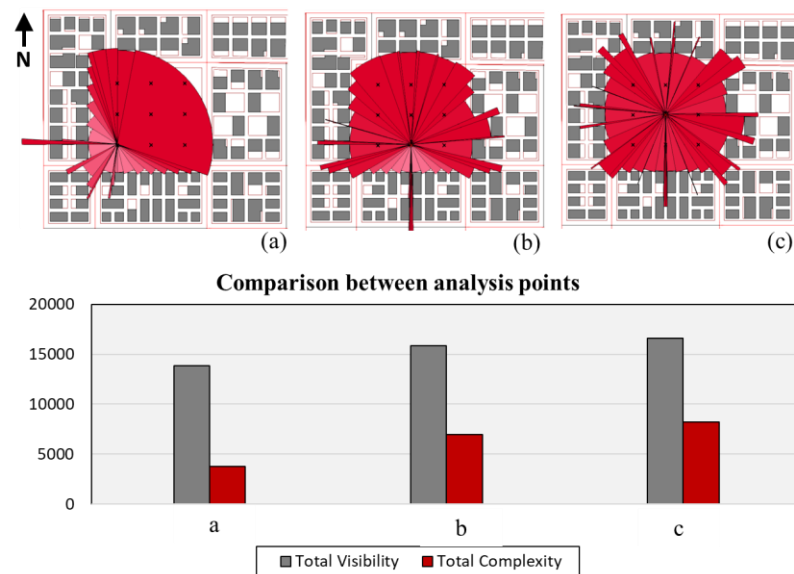 N
(a)
(b)
(c)
Comparison between analysis points
20000
15000
10000
5000
0
a
b
c
Total Visibility
Total Complexity